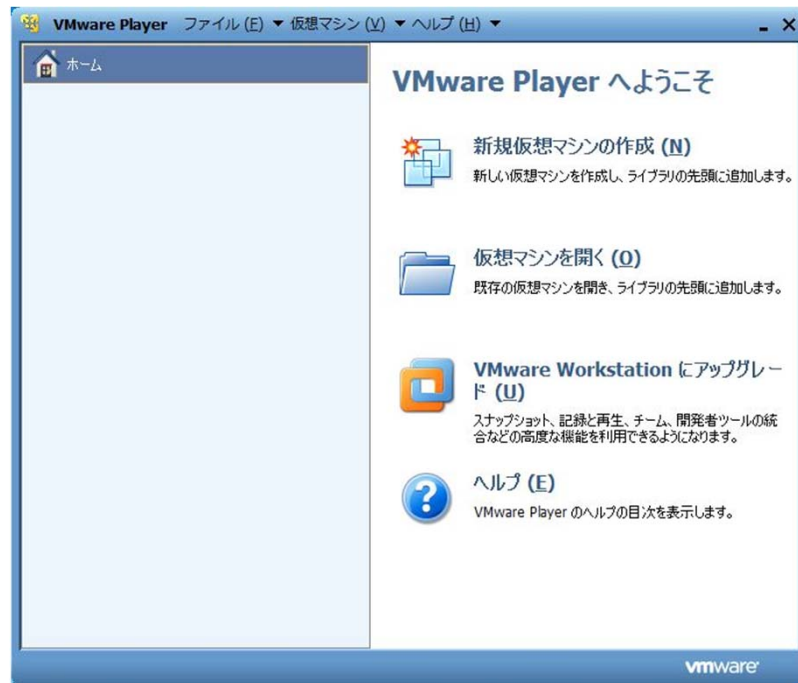 VMware Player ファイル(F) 仮想マシン(V) ヘルプ(H)
ホーム
VMware Player へようこそ
新規仮想マシンの作成 (N)
新しい仮想マシンを作成し、ライブラリの先頭に追加します。
仮想マシンを開く (O)
既存の仮想マシンを開き、ライブラリの先頭に追加します。
VMware Workstation にアップグレー
ド (U)
スナップショット、記録と再生、チーム、開発者ツールの統
合などの高度な機能を利用できるようになります。
ヘルプ (E)
VMware Player のヘルプの目次を表示します。
vmware